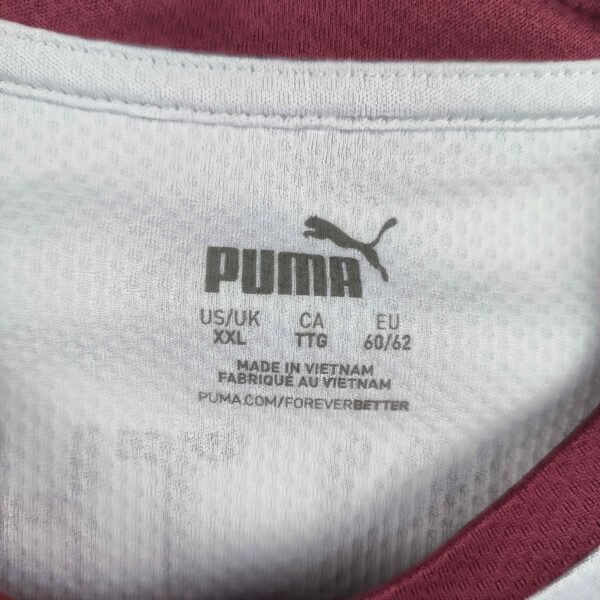 PUMA
US/UK CA EU
XXL TTG 60/62
MADE IN VIETNAM
FABRIQUÉ AU VIETNAM
PUMA.COM/FOREVERBETTER